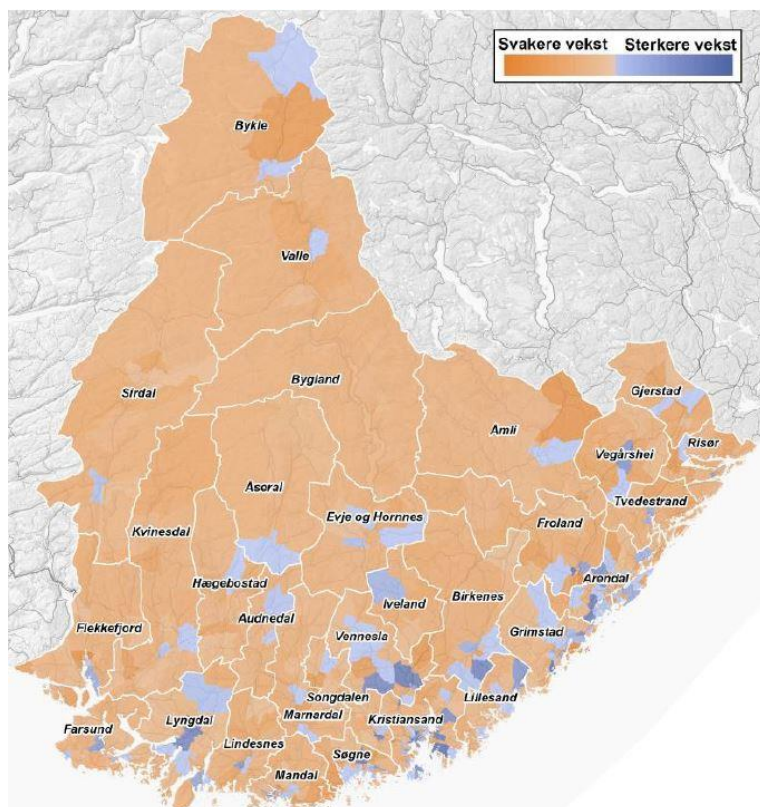 Svakere vekst Sterkere vekst
Bykle
Valle
Sirdal
Bygland
Gjerstad
Åmli
Risør
Vegårshei
Åseral
Tvedestrand
Evje og Hornnes
Froland
Kvinesdal
Arendal
Hægebostad
Iveland
Birkenes
Audnedal
Flekkefjord
Grimstad
Vennesla
Songdalen
Lillesand
Marnardal
Kristiansand
Lyngdal
Farsund
Lindesnes
Søgne
Mandal